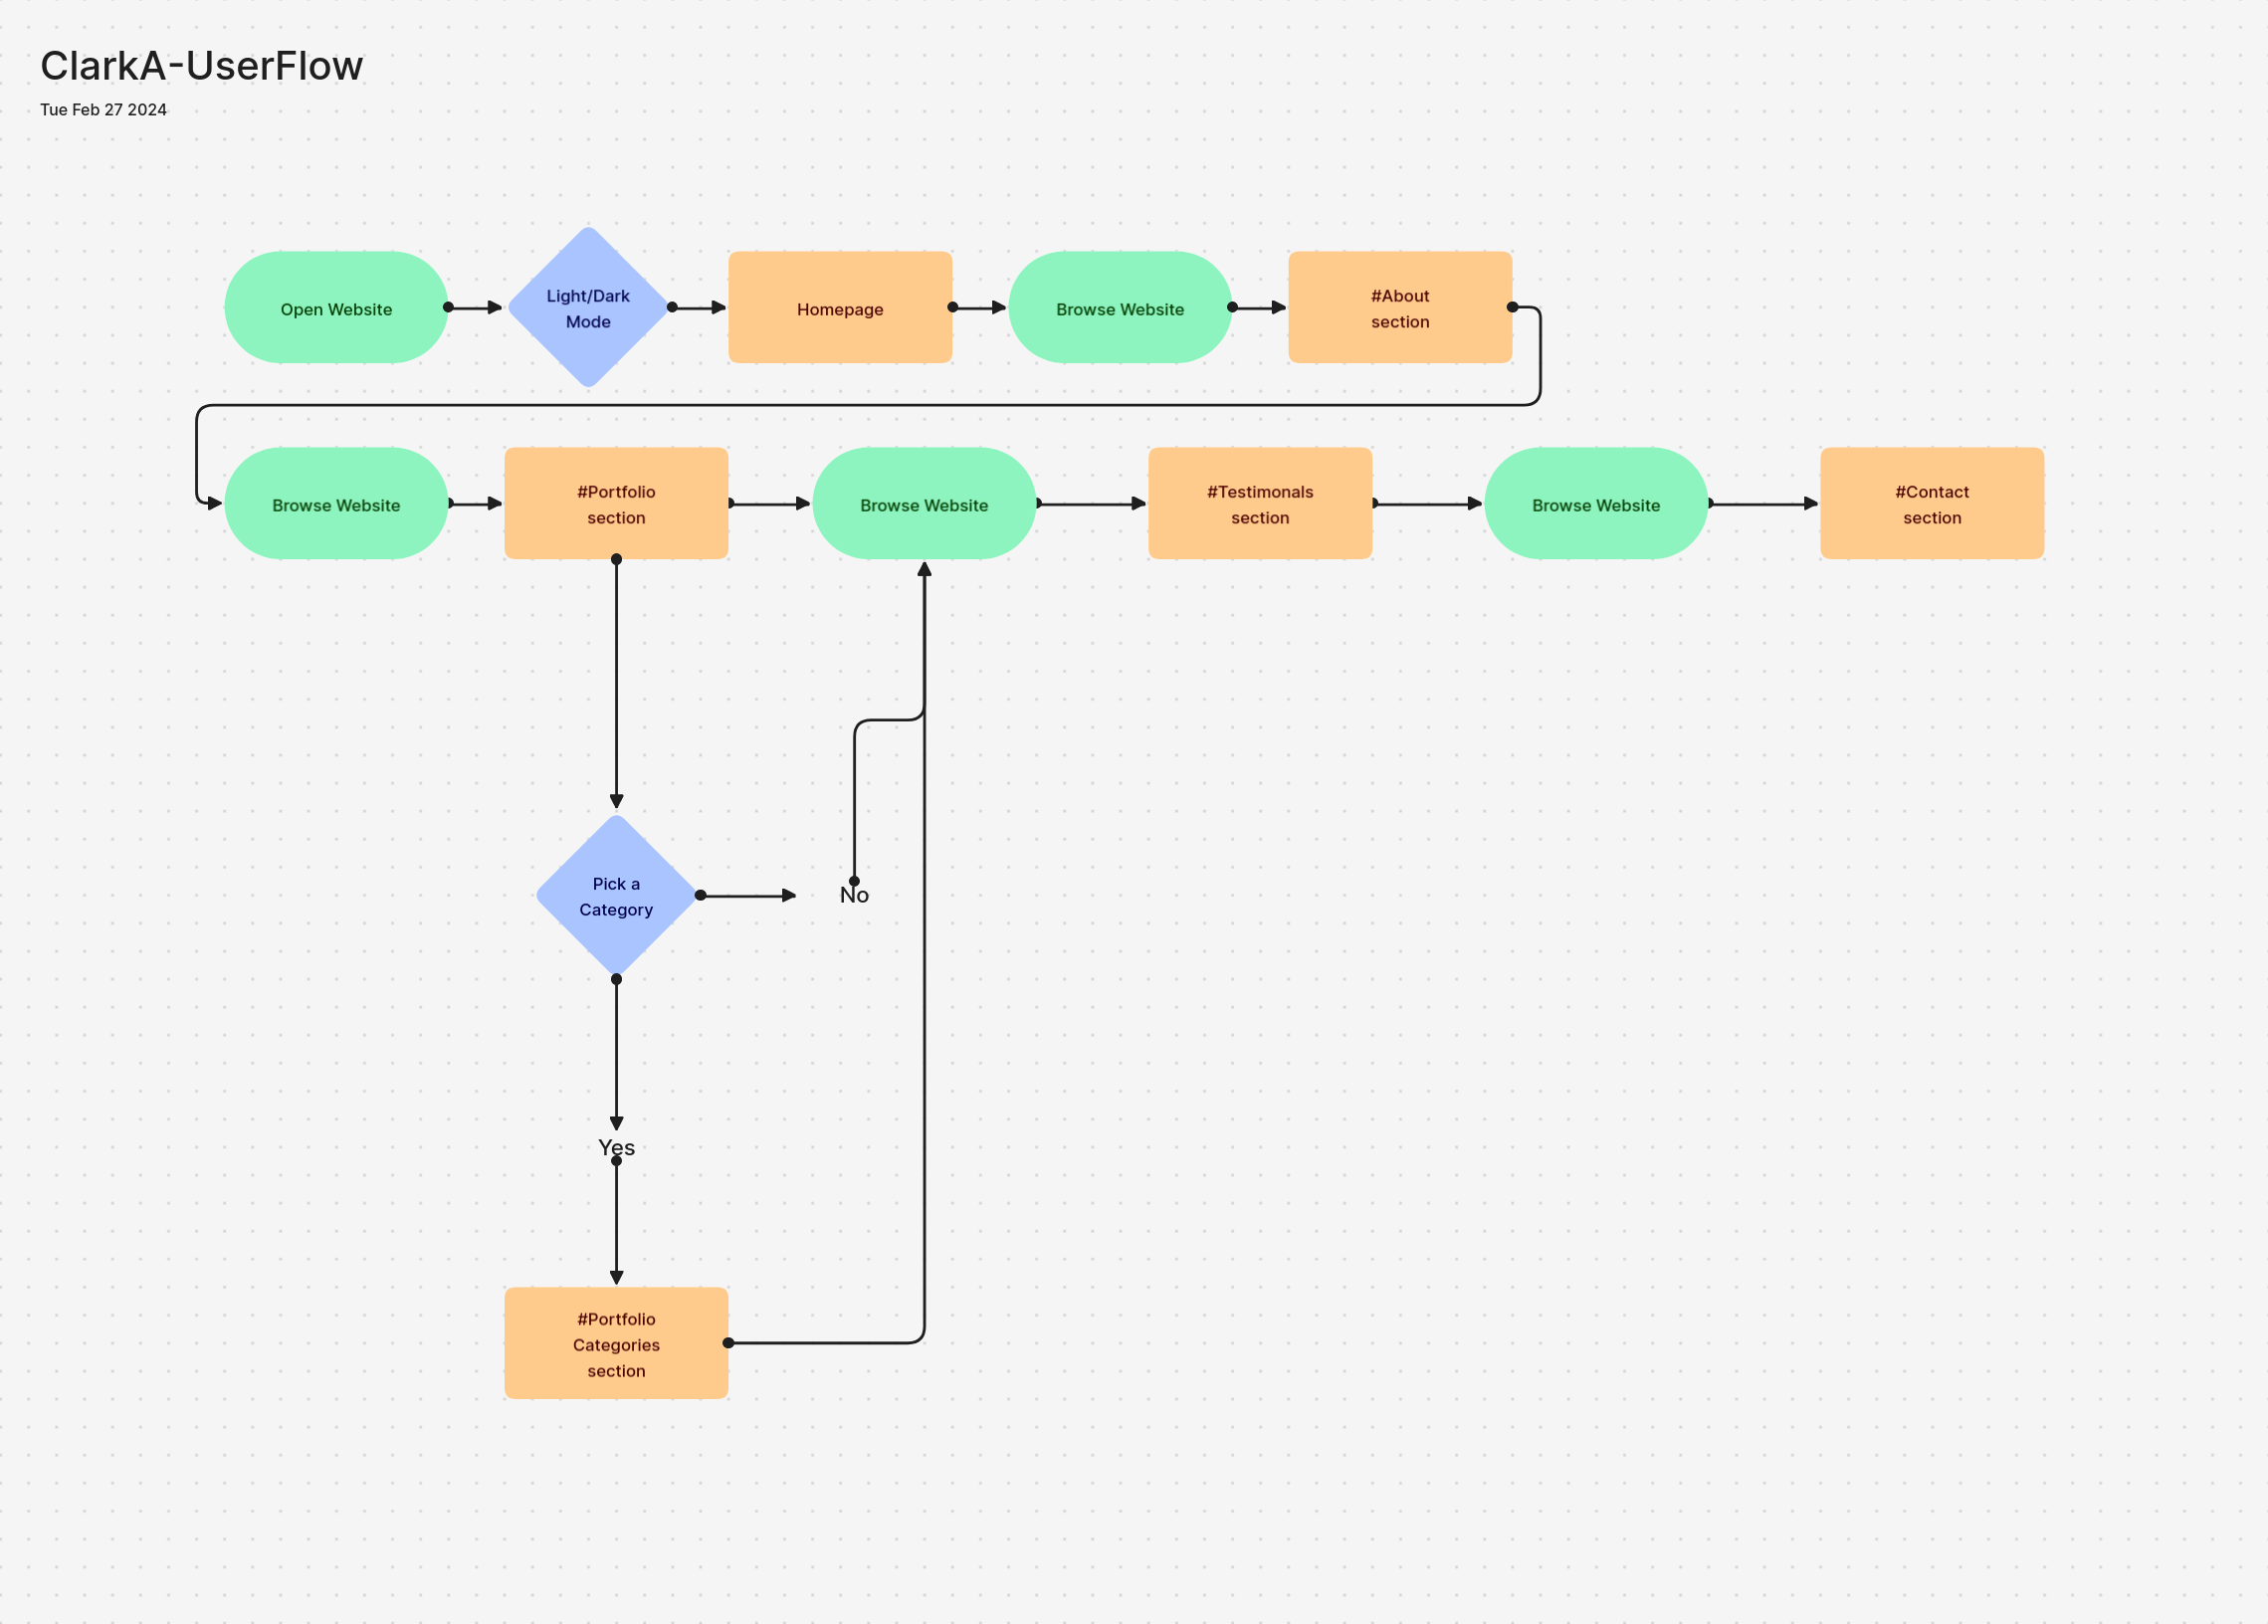 ClarkA-UserFlow
Tue Feb 27 2024
Open Website
Light/Dark
Mode
Homepage
Browse Website
#About
section
Browse Website
#Portfolio
section
Browse Website
#Testimonals
section
Browse Website
#Contact
section
Pick a
Category
No
Yes
#Portfolio
Categories
section